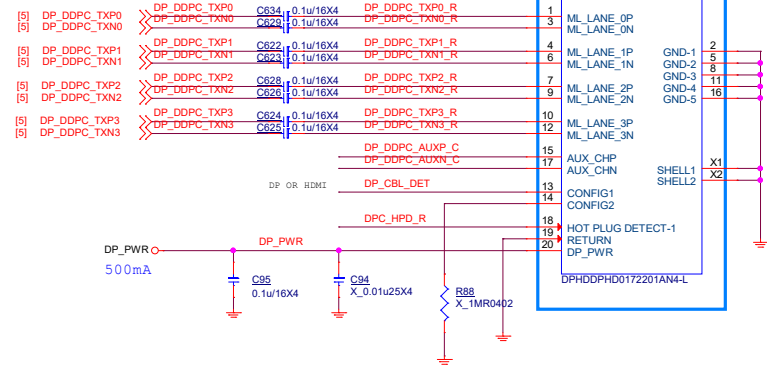 [5] DP_DDPC_TXP0 DP_DDPC_TXP0 C634 0.1u/16X4 DP_DDPC_TXP0_R 1 ML_LANE_0P
[5] DP_DDPC_TXN0 DP_DDPC_TXN0 C629 0.1u/16X4 DP_DDPC_TXN0_R 3 ML_LANE_0N
[5] DP_DDPC_TXP1 DP_DDPC_TXP1 C622 0.1u/16X4 DP_DDPC_TXP1_R 4 ML_LANE_1P GND-1 2
[5] DP_DDPC_TXN1 DP_DDPC_TXN1 C623 0.1u/16X4 DP_DDPC_TXN1_R 6 ML_LANE_1N GND-2 5
GND-3 8
[5] DP_DDPC_TXP2 DP_DDPC_TXP2 C628 0.1u/16X4 DP_DDPC_TXP2_R 7 ML_LANE_2P GND-4 11
[5] DP_DDPC_TXN2 DP_DDPC_TXN2 C626 0.1u/16X4 DP_DDPC_TXN2_R 9 ML_LANE_2N GND-5 16
[5] DP_DDPC_TXP3 DP_DDPC_TXP3 C624 0.1u/16X4 DP_DDPC_TXP3_R 10 ML_LANE_3P
[5] DP_DDPC_TXN3 DP_DDPC_TXN3 C625 0.1u/16X4 DP_DDPC_TXN3_R 12 ML_LANE_3N
DP_DDPC_AUXP_C 15 AUX_CHP
DP_DDPC_AUXN_C 17 AUX_CHN SHELL1 X1
SHELL2 X2
DP OR HDMI DP_CBL_DET 13 CONFIG1
14 CONFIG2
DPC_HPD_R 18 HOT PLUG DETECT-1
19 RETURN
DP_PWR DP_PWR 20 DP_PWR
500mA
C95
0.1u/16X4
C94
X_0.01u25X4
R88
X_1MR0402
DPHDDPHD0172201AN4-L